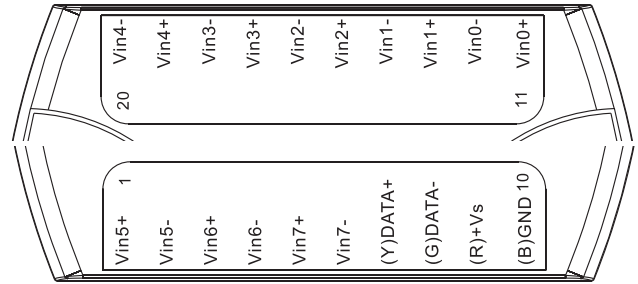 Vin4-
Vin4+
Vin3-
Vin3+
Vin2-
Vin2+
Vin1-
Vin1+
Vin0-
Vin0+
20
11
1
10
Vin5+
Vin5-
Vin6+
Vin6-
Vin7+
Vin7-
(Y)DATA+
(G)DATA-
(R)+Vs
(B)GND